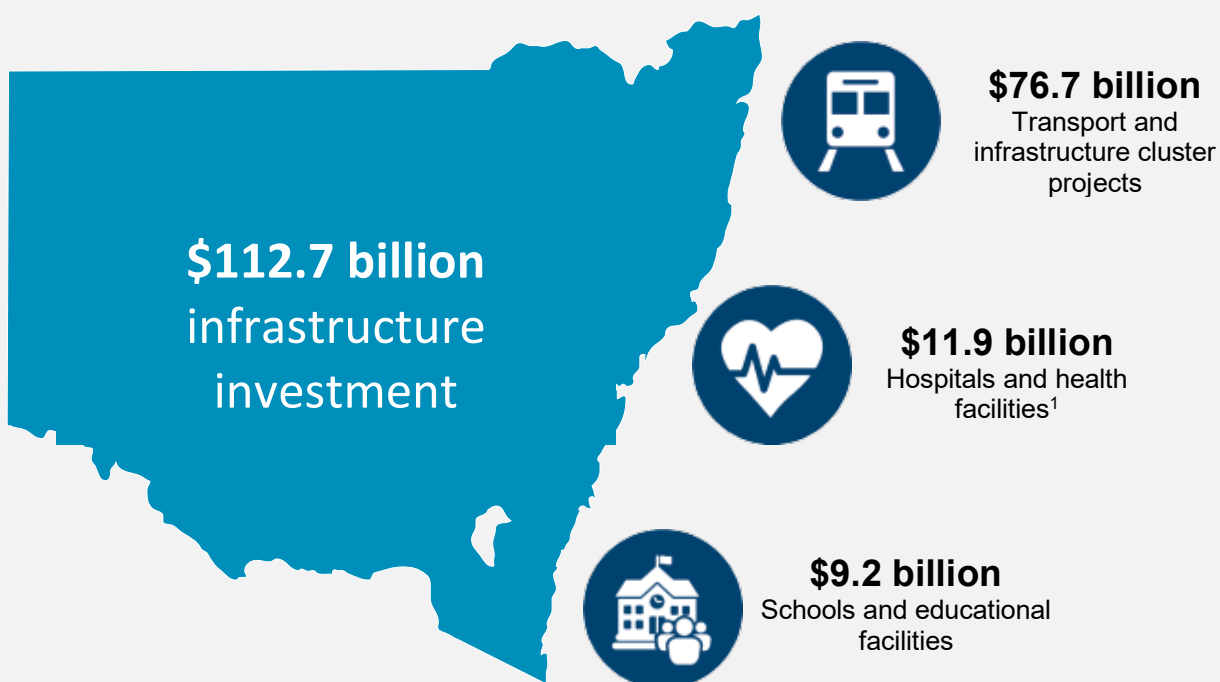 $112.7 billion
infrastructure
investment
$76.7 billion
Transport and
infrastructure cluster
projects
$11.9 billion
Hospitals and health
facilities¹
$9.2 billion
Schools and educational
facilities